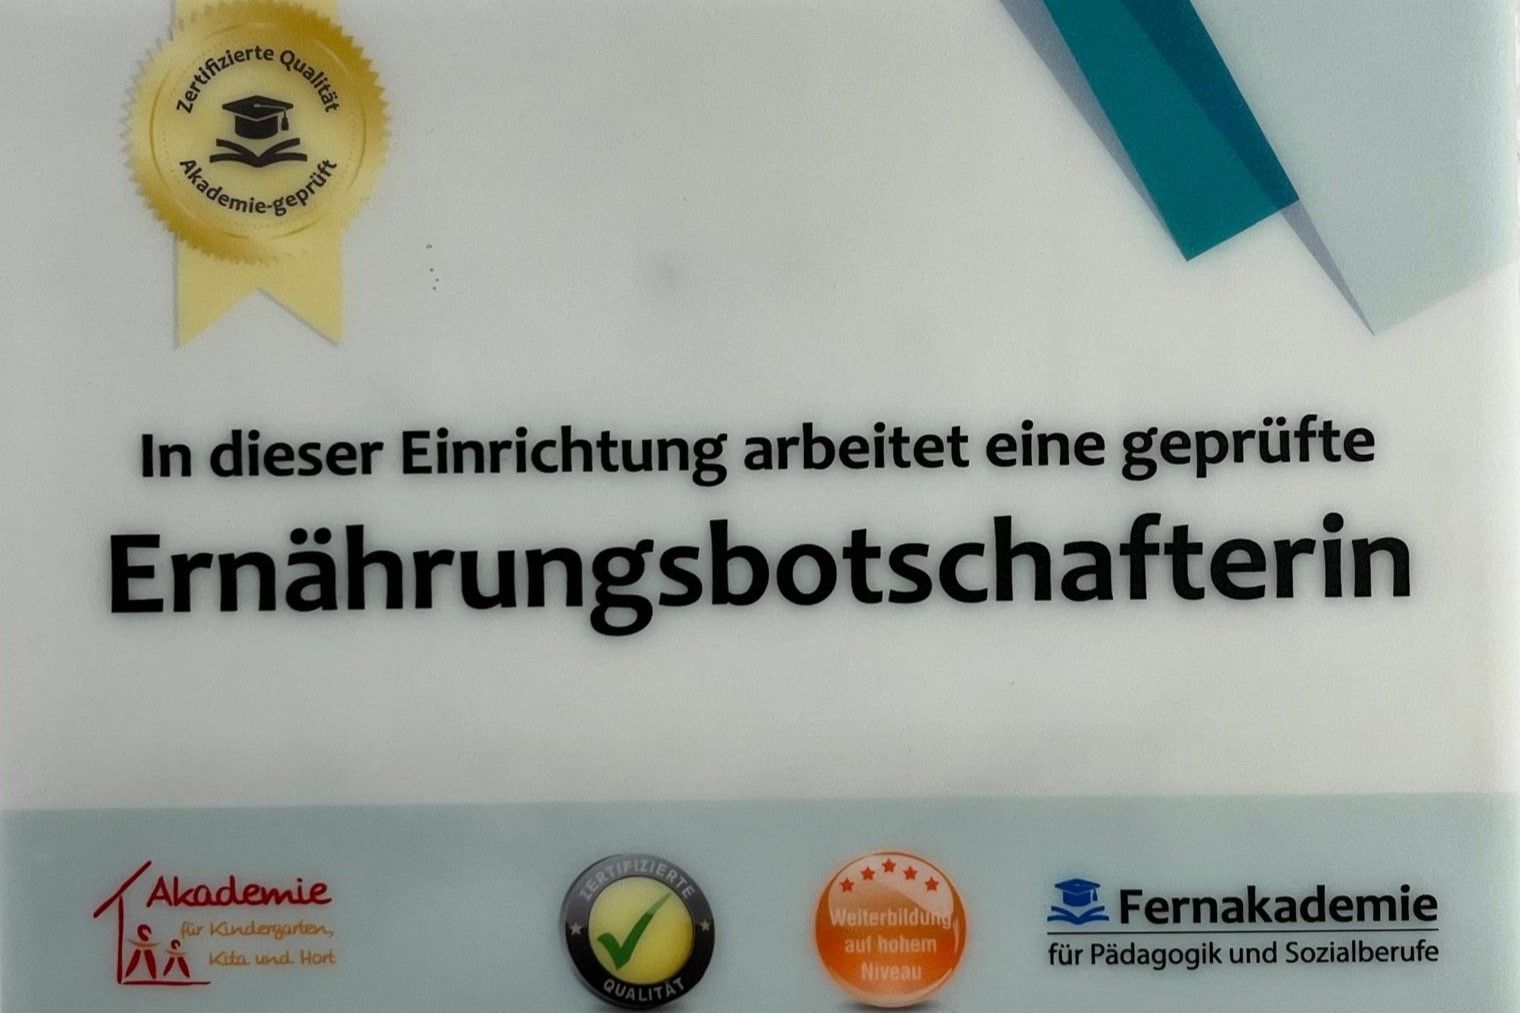 Zertifizierte Qualität
Akademie-geprüft
In dieser Einrichtung arbeitet eine geprüfte
Ernährungsbotschafterin
Akademie
für Kindergarten,
Kita und Hort
ZERTIFIZIERTE
QUALITÄT
Weiterbildung
auf hohem
Niveau
Fernakademie
für Pädagogik und Sozialberufe